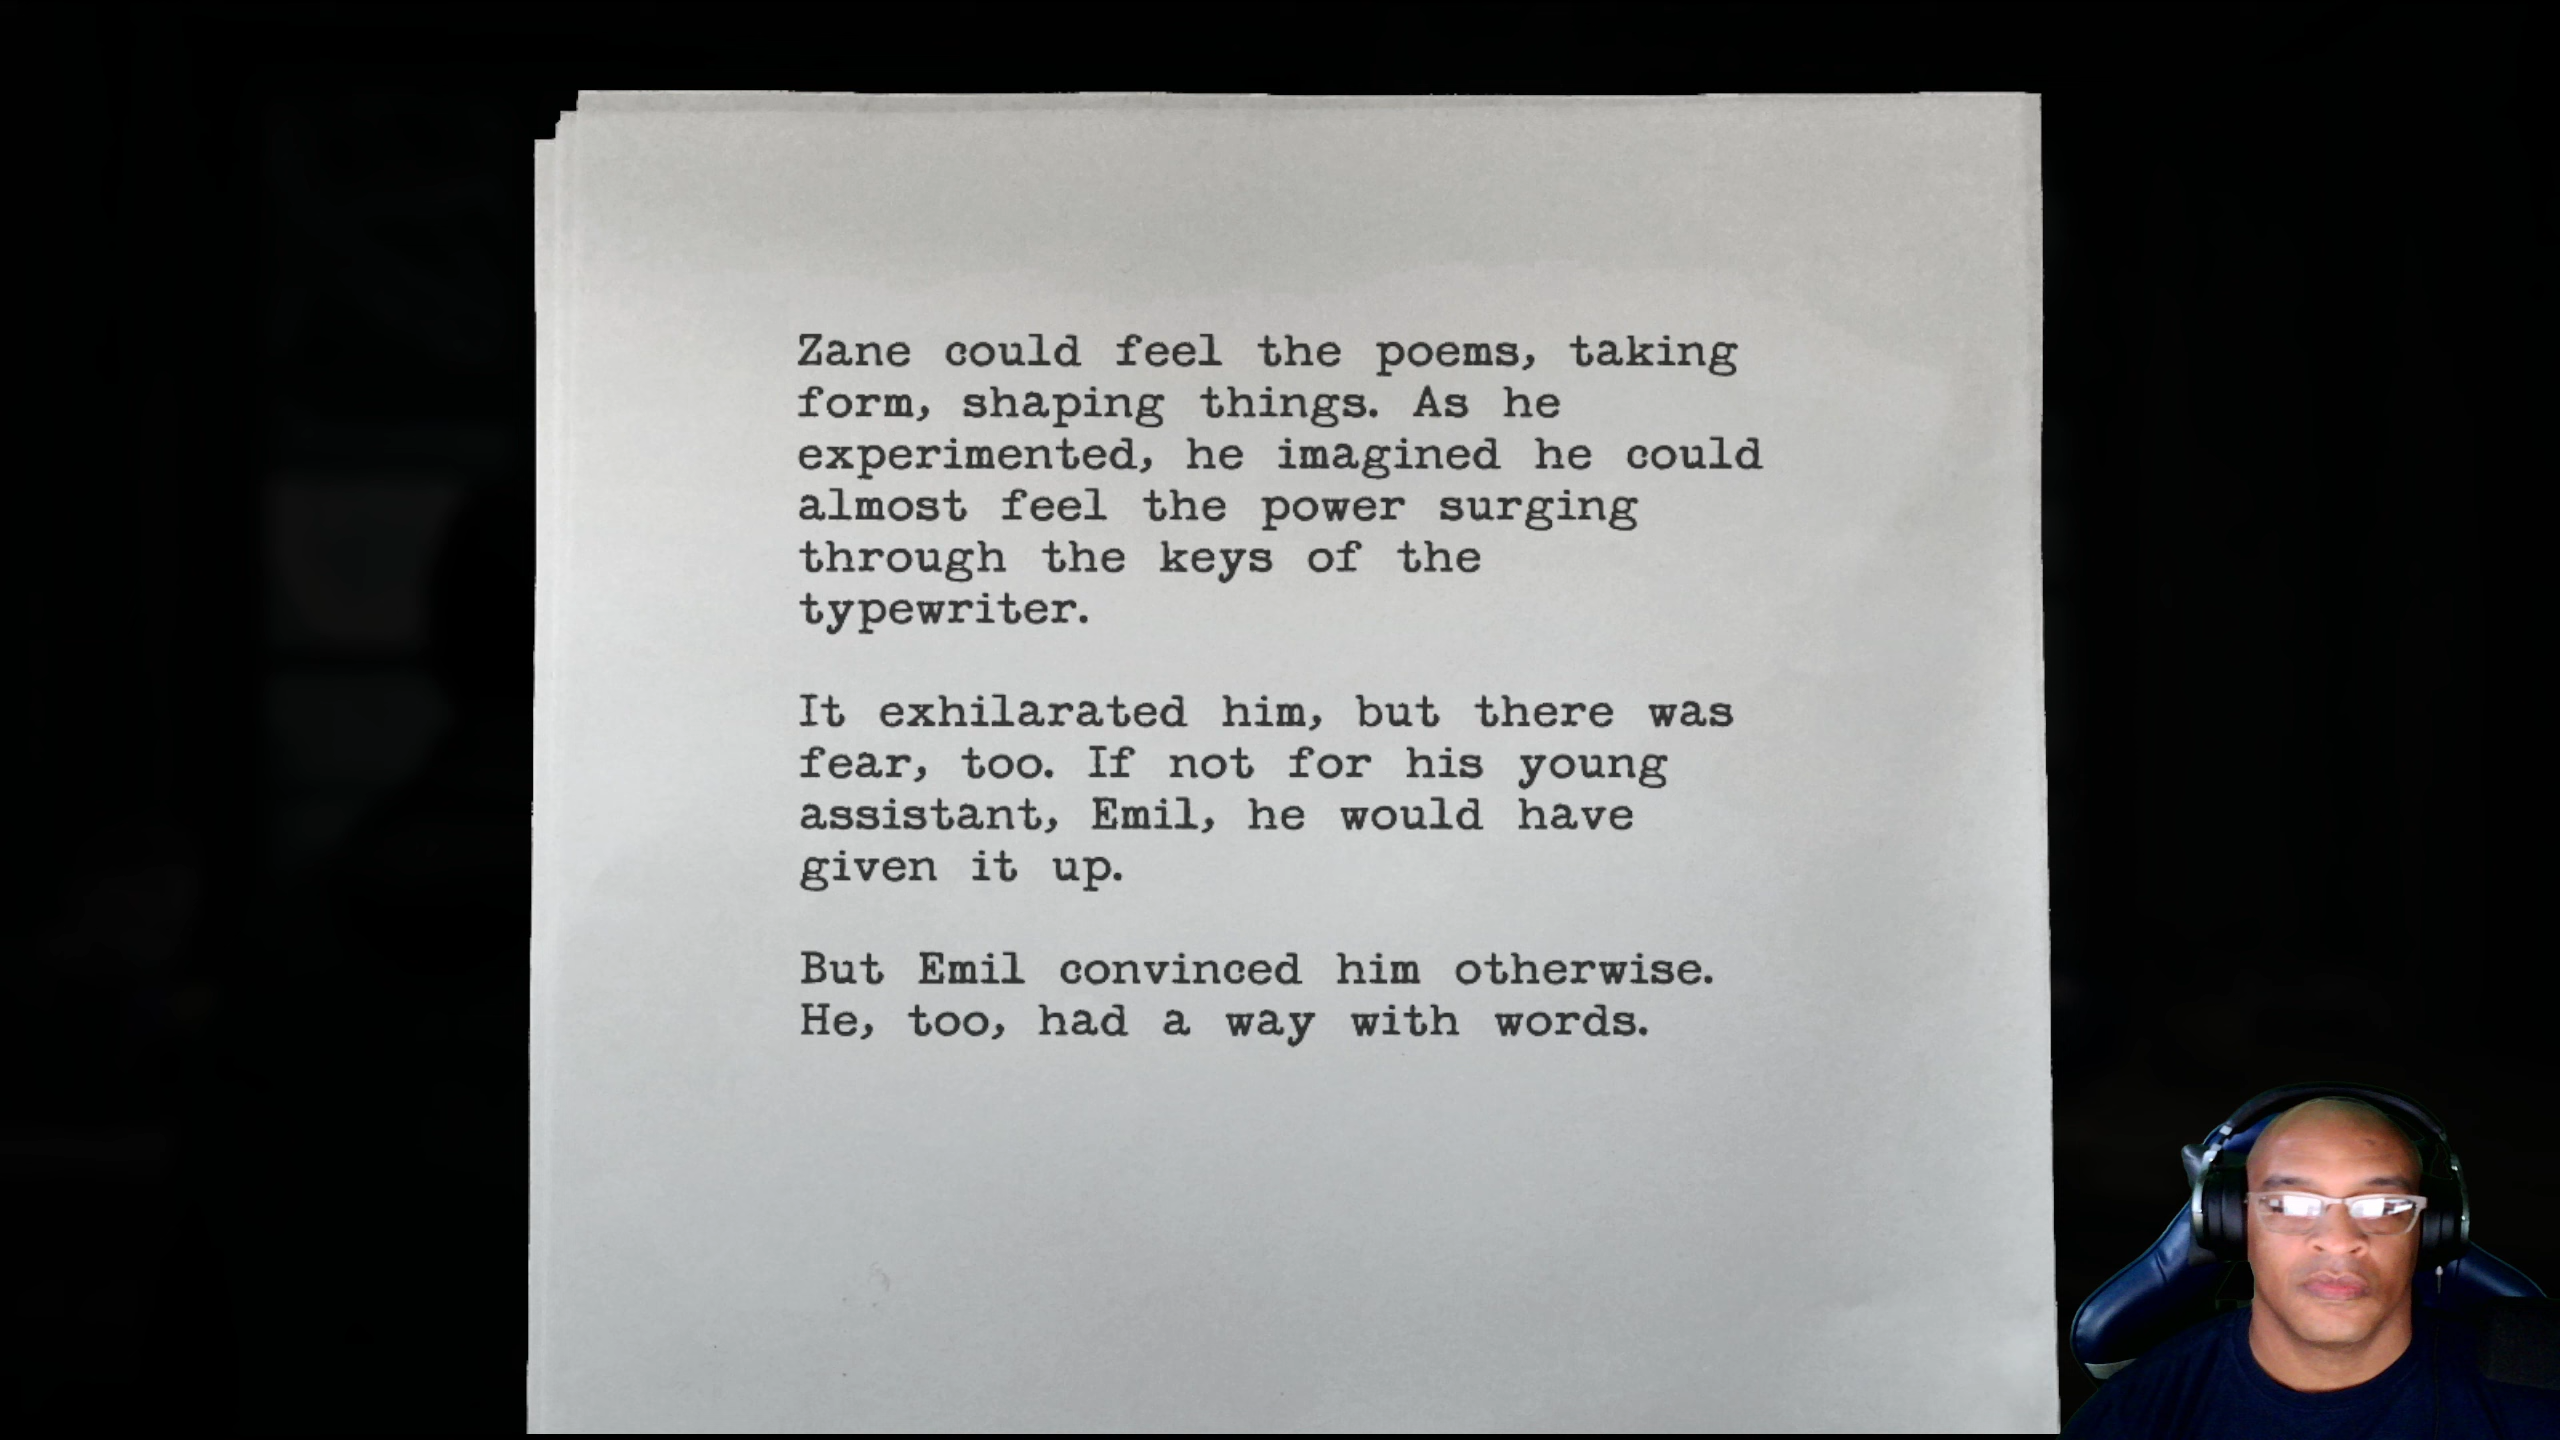 Zane could feel the poems, taking
form, shaping things. As he
experimented, he imagined he could
almost feel the power surging
through the keys of the
typewriter.
It exhilarated him, but there was
fear, too. If not for his young
assistant, Emil, he would have
given it up.
But Emil convinced him otherwise.
He, too, had a way with words.